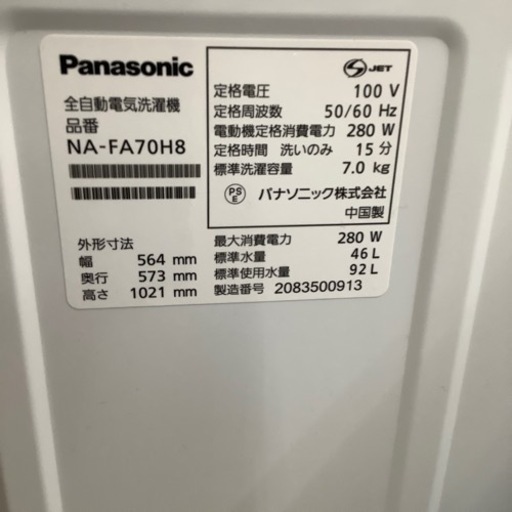 Panasonic
全自動電気洗濯機
品番
NA-FA70H8
外形寸法
幅 564 mm
奥行 573 mm
高さ 1021 mm
S JET
定格電圧 100 V
定格周波数 50/60 Hz
電動機定格消費電力 280 W
定格時間 洗いのみ 15 分
標準洗濯容量 7.0 kg
PS
E
パナソニック株式会社
中国製
最大消費電力 280 W
標準水量 46 L
標準使用水量 92 L
製造番号 2083500913